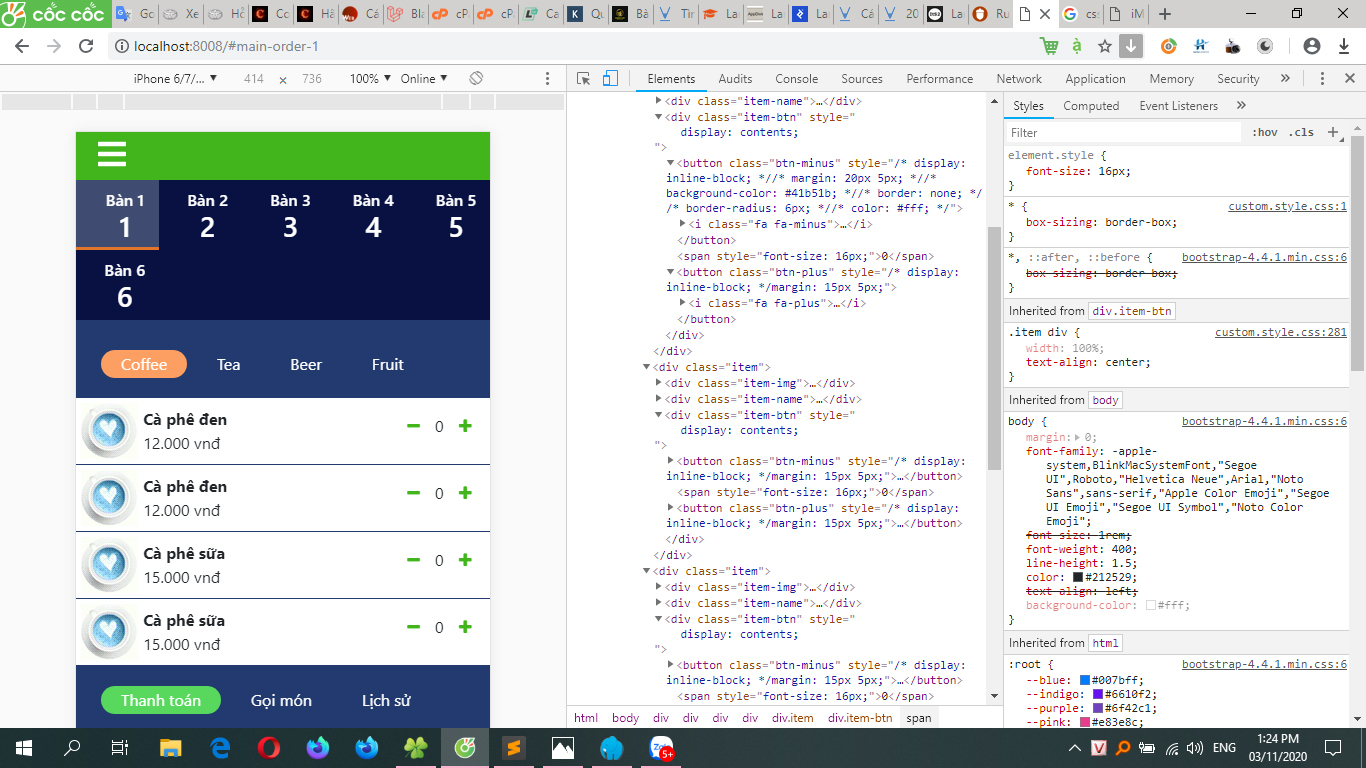 cốc cốc
Gc
Xe
Hồ
Cc
Hà
Cá
Bla
cP
cP
Ca
Qu
Bà
Tir
La
La
La
Cá
20
La
Ru
css
iM
localhost:8008/#main-order-1
iPhone 6/7/... ▼ 414 × 736 100% ▼ Online ▼
Elements Audits Console Sources Performance Network Application Memory Security »
Bàn 1 Bàn 2 Bàn 3 Bàn 4 Bàn 5
1 2 3 4 5
Bàn 6
6
Coffee Tea Beer Fruit
Cà phê đen
12.000 vnđ
0
Cà phê đen
12.000 vnđ
0
Cà phê sữa
15.000 vnđ
0
Cà phê sữa
15.000 vnđ
0
Thanh toán Gọi món Lịch sử
▶<div class="item-name">…</div>
▼<div class="item-btn" style="
display: contents;
">
▼<button class="btn-minus" style="/* display:
inline-block; *//* margin: 20px 5px; *//*
background-color: #41b51b; *//* border: none; */
/* border-radius: 6px; *//* color: #fff; */">
▶<i class="fa fa-minus">…</i>
</button>
<span style="font-size: 16px;">0</span>
▼<button class="btn-plus" style="/* display:
inline-block; */margin: 15px 5px;">
▶<i class="fa fa-plus">…</i>
</button>
</div>
</div>
▼<div class="item">
▶<div class="item-img">…</div>
▶<div class="item-name">…</div>
▼<div class="item-btn" style="
display: contents;
">
▶<button class="btn-minus" style="/* display:
inline-block; */margin: 15px 5px;">…</button>
<span style="font-size: 16px;">0</span>
▶<button class="btn-plus" style="/* display:
inline-block; */margin: 15px 5px;">…</button>
</div>
</div>
▼<div class="item">
▶<div class="item-img">…</div>
▶<div class="item-name">…</div>
▼<div class="item-btn" style="
display: contents;
">
▶<button class="btn-minus" style="/* display:
inline-block; */margin: 15px 5px;">…</button>
<span style="font-size: 16px;">0</span>
html body div div div div div.item div.item-btn span
Styles Computed Event Listeners »
Filter :hov .cls +
element.style {
font-size: 16px;
}
* { custom.style.css:1
box-sizing: border-box;
}
*, ::after, ::before { bootstrap-4.4.1.min.css:6
box-sizing: border-box;
}
Inherited from div.item-btn
.item div { custom.style.css:281
width: 100%;
text-align: center;
}
Inherited from body
body { bootstrap-4.4.1.min.css:6
margin:▶ 0;
font-family: -apple-
system,BlinkMacSystemFont,"Segoe
UI",Roboto,"Helvetica Neue",Arial,"Noto
Sans",sans-serif,"Apple Color Emoji","Segoe
UI Emoji","Segoe UI Symbol","Noto Color
Emoji";
font-size: 1rem;
font-weight: 400;
line-height: 1.5;
color: #212529;
text-align: left;
background-color: #fff;
}
Inherited from html
:root { bootstrap-4.4.1.min.css:6
--blue: #007bff;
--indigo: #6610f2;
--purple: #6f42c1;
--pink: #e83e8c;
5+
ENG
1:24 PM
03/11/2020